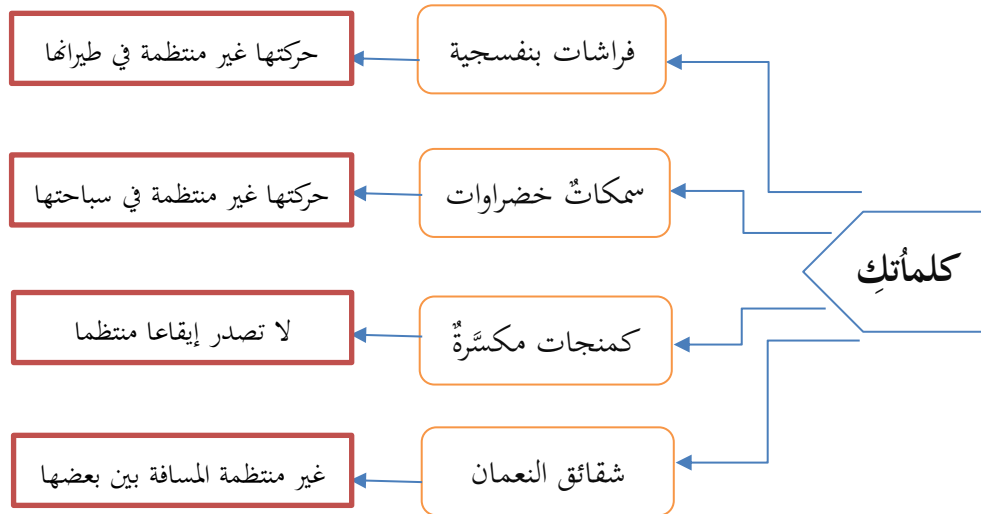 كلماُتكِ
فراشات بنفسجية
حركتها غير منتظمة في طيرانها
سمكاتٌ خضراوات
حركتها غير منتظمة في سباحتها
كمنجات مكسَّرةٌ
لا تصدر إيقاعا منتظما
شقائق النعمان
غير منتظمة المسافة بين بعضها